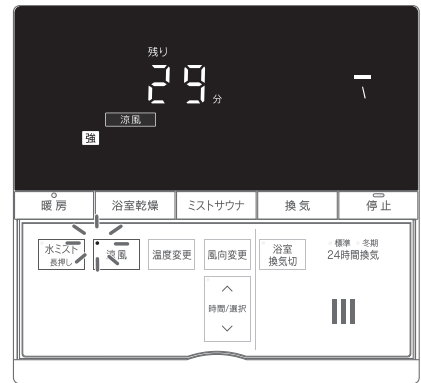 残り
29分
涼風
強
暖房 浴室乾燥 ミストサウナ 換気 停止
水ミスト
長押し
涼風
温度変更
風向変更
浴室
換気切
標準 冬期
24時間換気
時間/選択